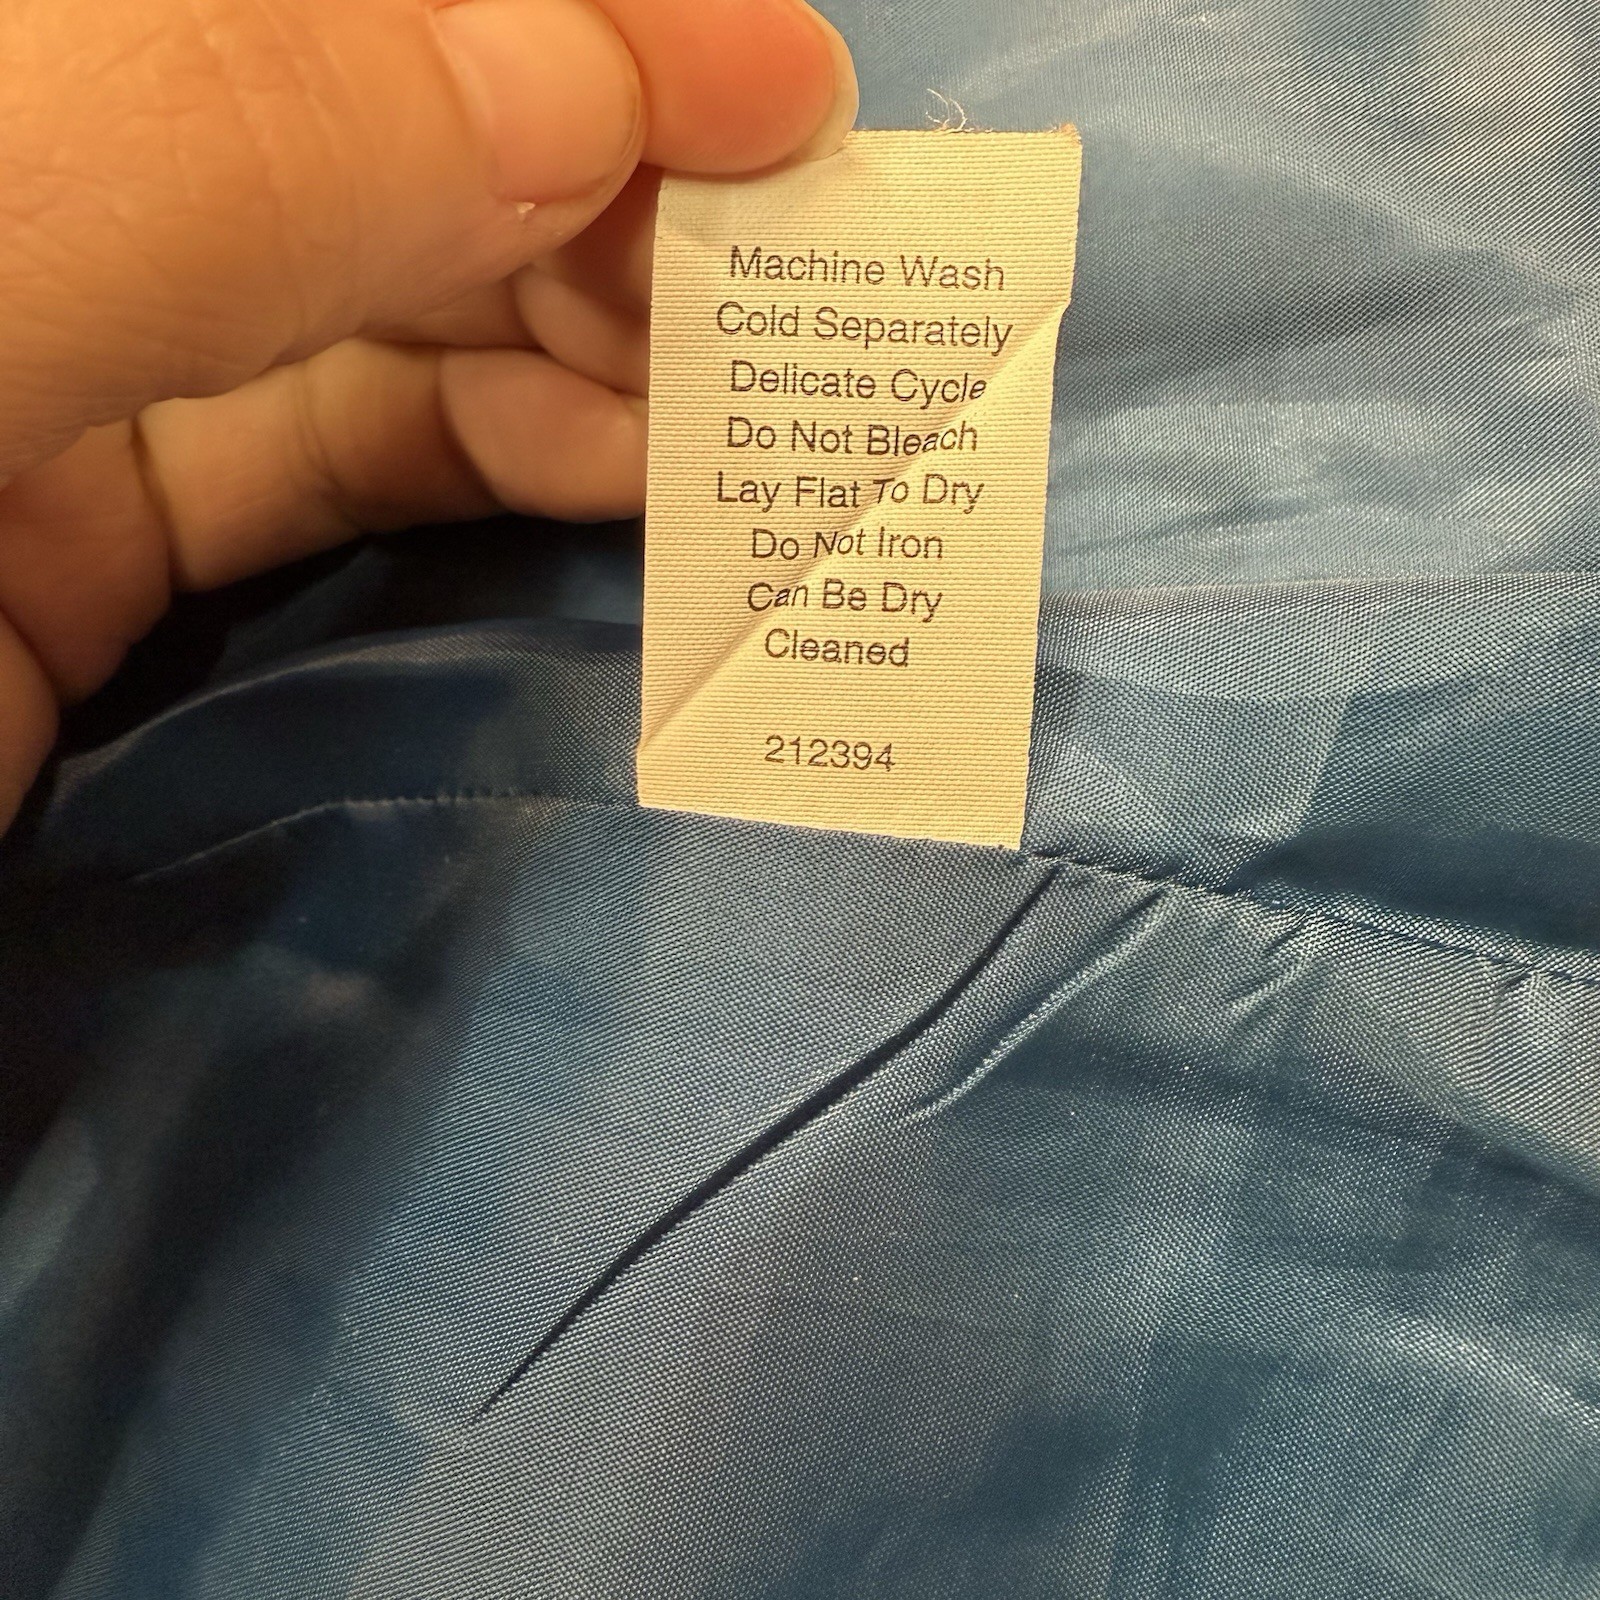 Machine Wash
Cold Separately
Delicate Cycle
Do Not Bleach
Lay Flat To Dry
Do Not Iron
Can Be Dry
Cleaned
212394